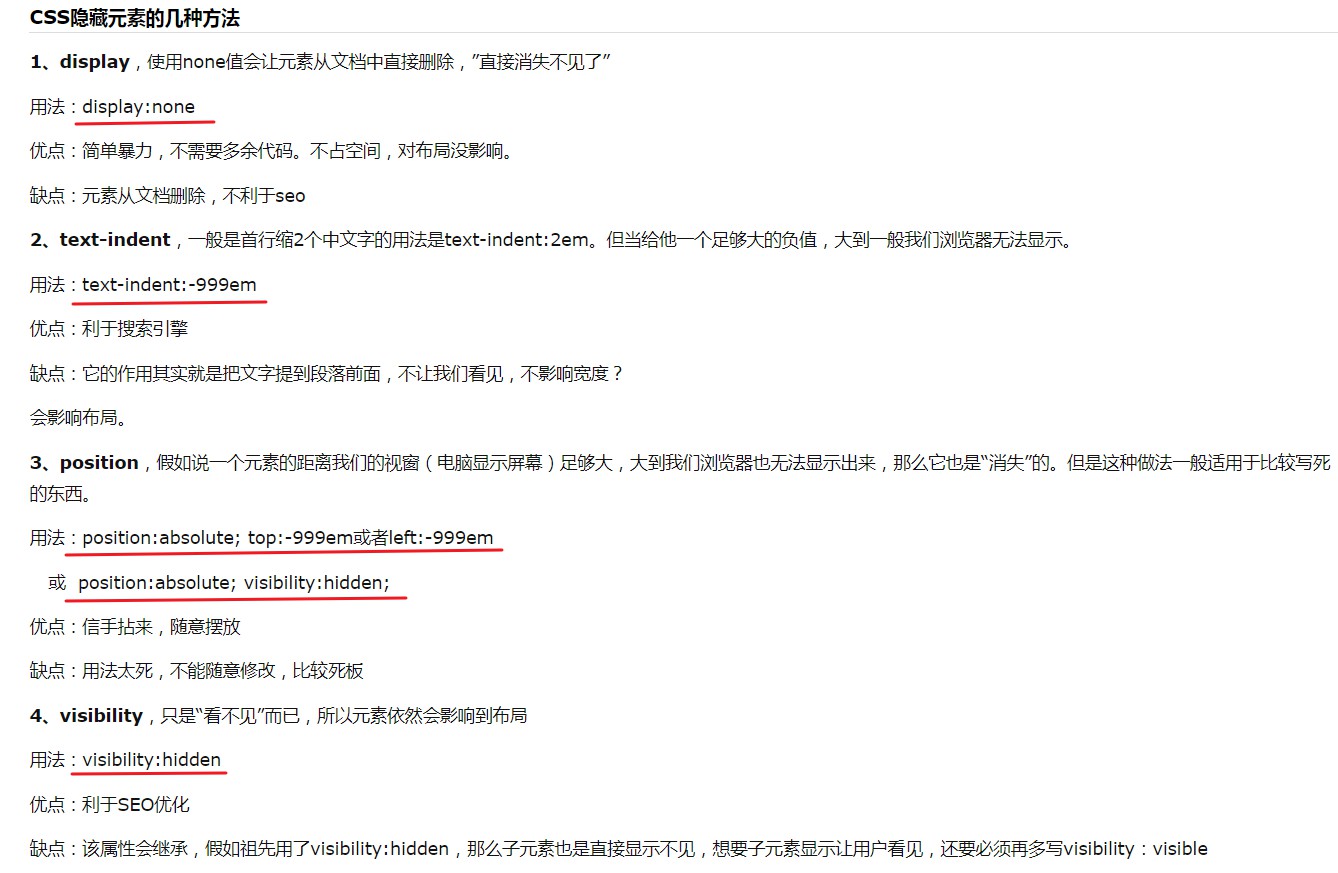 CSS隐藏元素的几种方法
1、display，使用none值会让元素从文档中直接删除，”直接消失不见了”
用法：display:none
优点：简单暴力，不需要多余代码。不占空间，对布局没影响。
缺点：元素从文档删除，不利于seo
2、text-indent，一般是首行缩2个中文字的用法是text-indent:2em。但当给他一个足够大的负值，大到一般我们浏览器无法显示。
用法：text-indent:-999em
优点：利于搜索引擎
缺点：它的作用其实就是把文字提到段落前面，不让我们看见，不影响宽度？
会影响布局。
3、position，假如说一个元素的距离我们的视窗（电脑显示屏幕）足够大，大到我们浏览器也无法显示出来，那么它也是“消失”的。但是这种做法一般适用于比较写死
的东西。
用法：position:absolute; top:-999em或者left:-999em
或 position:absolute; visibility:hidden;
优点：信手拈来，随意摆放
缺点：用法太死，不能随意修改，比较死板
4、visibility，只是“看不见”而已，所以元素依然会影响到布局
用法：visibility:hidden
优点：利于SEO优化
缺点：该属性会继承，假如祖先用了visibility:hidden，那么子元素也是直接显示不见，想要子元素显示让用户看见，还要必须再多写visibility：visible